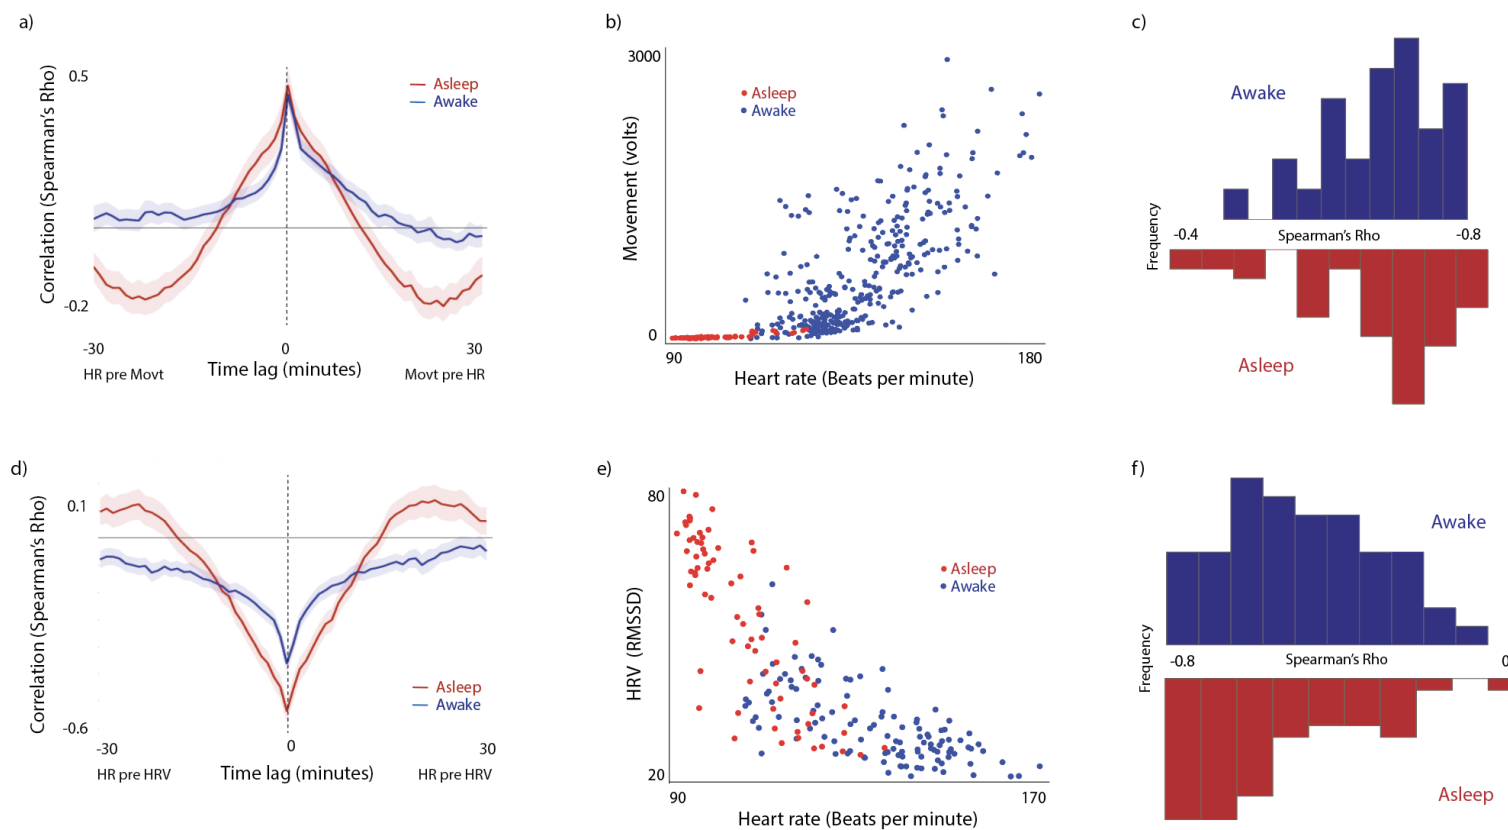 a)
0.5
Asleep
Awake
Correlation (Spearman's Rho)
-0.2
-30
0
30
HR pre Movt
Time lag (minutes)
Movt pre HR
b)
3000
Asleep
Awake
Movement (volts)
0
90
180
Heart rate (Beats per minute)
c)
Awake
Frequency
-0.4
Spearman's Rho
-0.8
Asleep
d)
0.1
Correlation (Spearman's Rho)
Asleep
Awake
-0.6
-30
0
30
HR pre HRV
Time lag (minutes)
HR pre HRV
e)
80
Asleep
Awake
HRV (RMSSD)
20
90
170
Heart rate (Beats per minute)
f)
Awake
Frequency
-0.8
Spearman's Rho
0
Asleep